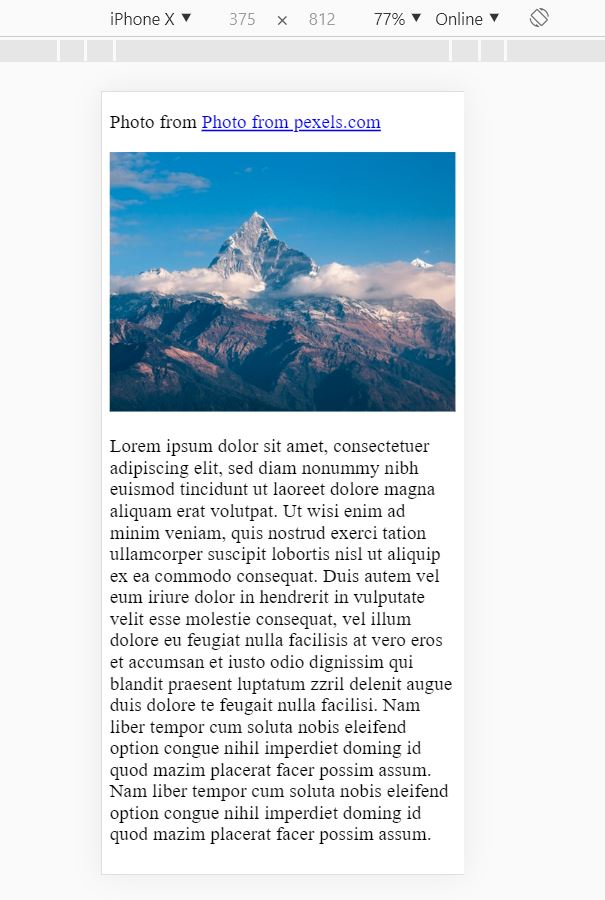 iPhone X ▼ 375 × 812 77% ▼ Online ▼
Photo from Photo from pexels.com
Lorem ipsum dolor sit amet, consectetuer
adipiscing elit, sed diam nonummy nibh
euismod tincidunt ut laoreet dolore magna
aliquam erat volutpat. Ut wisi enim ad
minim veniam, quis nostrud exerci tation
ullamcorper suscipit lobortis nisl ut aliquip
ex ea commodo consequat. Duis autem vel
eum iriure dolor in hendrerit in vulputate
velit esse molestie consequat, vel illum
dolore eu feugiat nulla facilisis at vero eros
et accumsan et iusto odio dignissim qui
blandit praesent luptatum zzril delenit augue
duis dolore te feugait nulla facilisi. Nam
liber tempor cum soluta nobis eleifend
option congue nihil imperdiet doming id
quod mazim placerat facer possim assum.
Nam liber tempor cum soluta nobis eleifend
option congue nihil imperdiet doming id
quod mazim placerat facer possim assum.